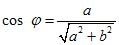 cos φ = a / √(a² + b²)